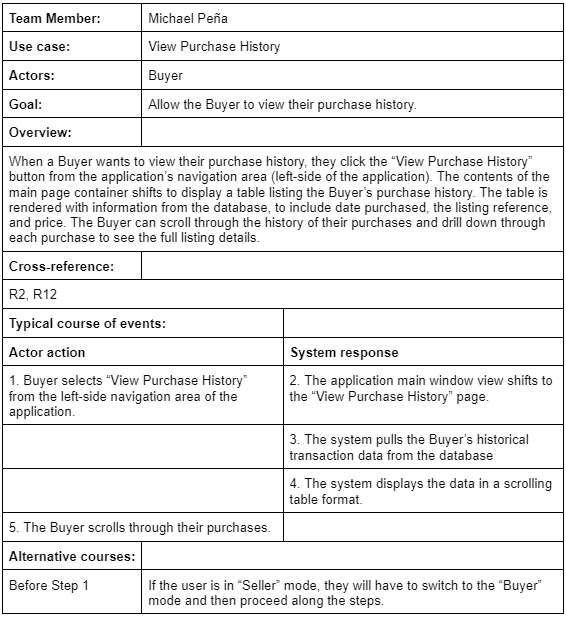 Team Member: Michael Peña
Use case: View Purchase History
Actors: Buyer
Goal: Allow the Buyer to view their purchase history.
Overview:
When a Buyer wants to view their purchase history, they click the “View Purchase History”
button from the application’s navigation area (left-side of the application). The contents of the
main page container shifts to display a table listing the Buyer’s purchase history. The table is
rendered with information from the database, to include date purchased, the listing reference,
and price. The Buyer can scroll through the history of their purchases and drill down through
each purchase to see the full listing details.
Cross-reference:
R2, R12
Typical course of events:
Actor action System response
1. Buyer selects “View Purchase History”
from the left-side navigation area of the
application.
2. The application main window view shifts to
the “View Purchase History” page.
3. The system pulls the Buyer’s historical
transaction data from the database
4. The system displays the data in a scrolling
table format.
5. The Buyer scrolls through their purchases.
Alternative courses:
Before Step 1
If the user is in “Seller” mode, they will have to switch to the “Buyer”
mode and then proceed along the steps.